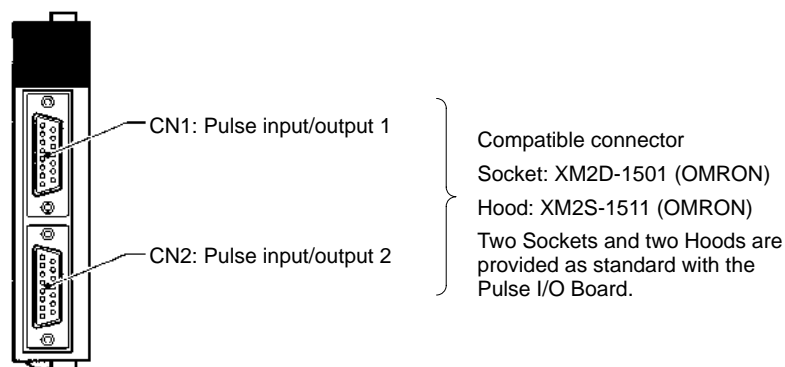 CN1: Pulse input/output 1
CN2: Pulse input/output 2
Compatible connector
Socket: XM2D-1501 (OMRON)
Hood: XM2S-1511 (OMRON)
Two Sockets and two Hoods are
provided as standard with the
Pulse I/O Board.